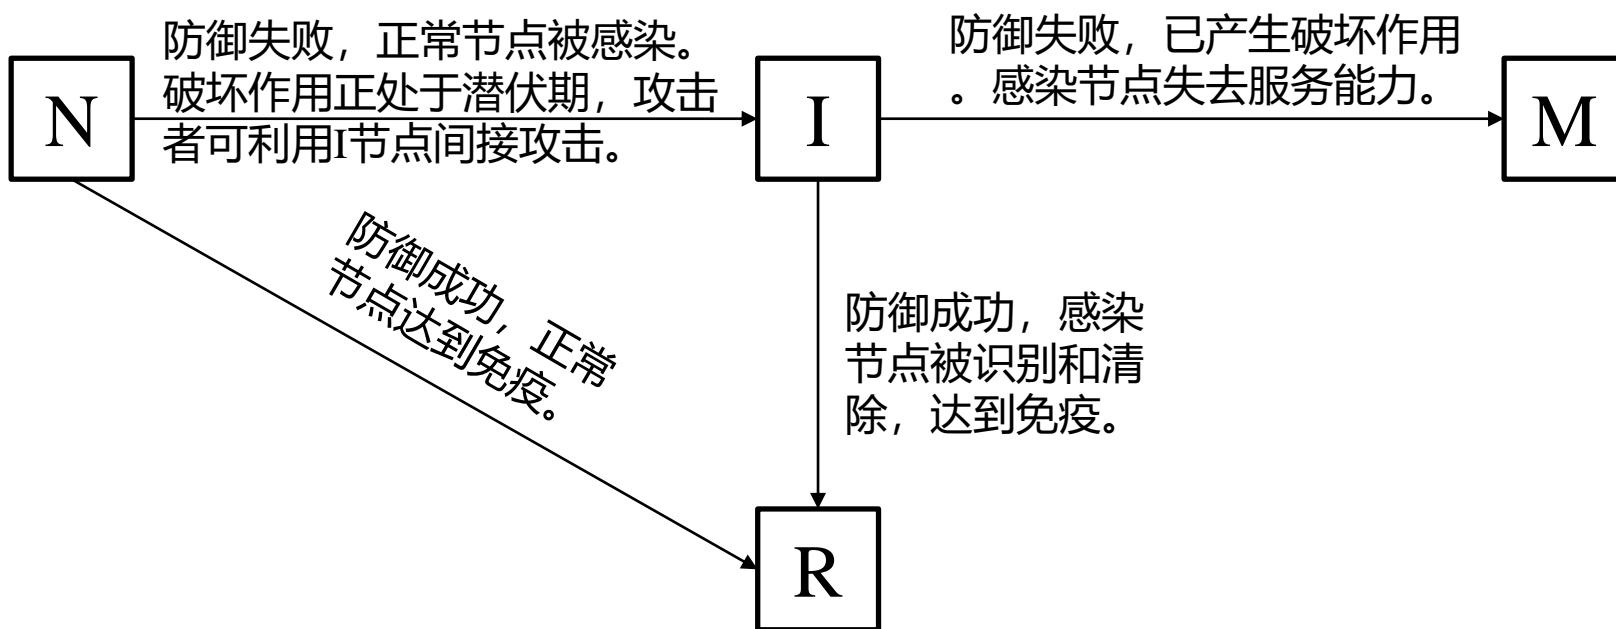 N
防御失败，正常节点被感染。
破坏作用正处于潜伏期，攻击
者可利用I节点间接攻击。
I
防御失败，已产生破坏作用
。感染节点失去服务能力。
M
防御成功，正常
节点达到免疫。
防御成功，感染
节点被识别和清
除，达到免疫。
R